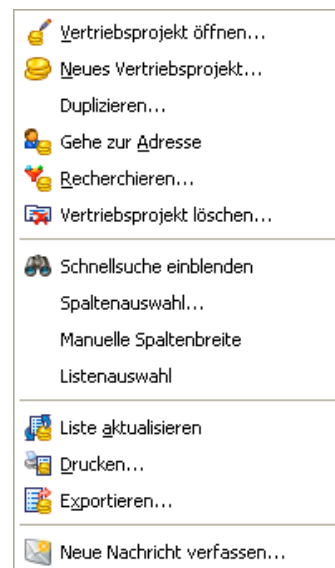 Vertriebsprojekt öffnen...
Neues Vertriebsprojekt...
Duplizieren...
Gehe zur Adresse
Recherchieren...
Vertriebsprojekt löschen...
Schnellsuche einblenden
Spaltenauswahl...
Manuelle Spaltenbreite
Listenauswahl
Liste aktualisieren
Drucken...
Exportieren...
Neue Nachricht verfassen...